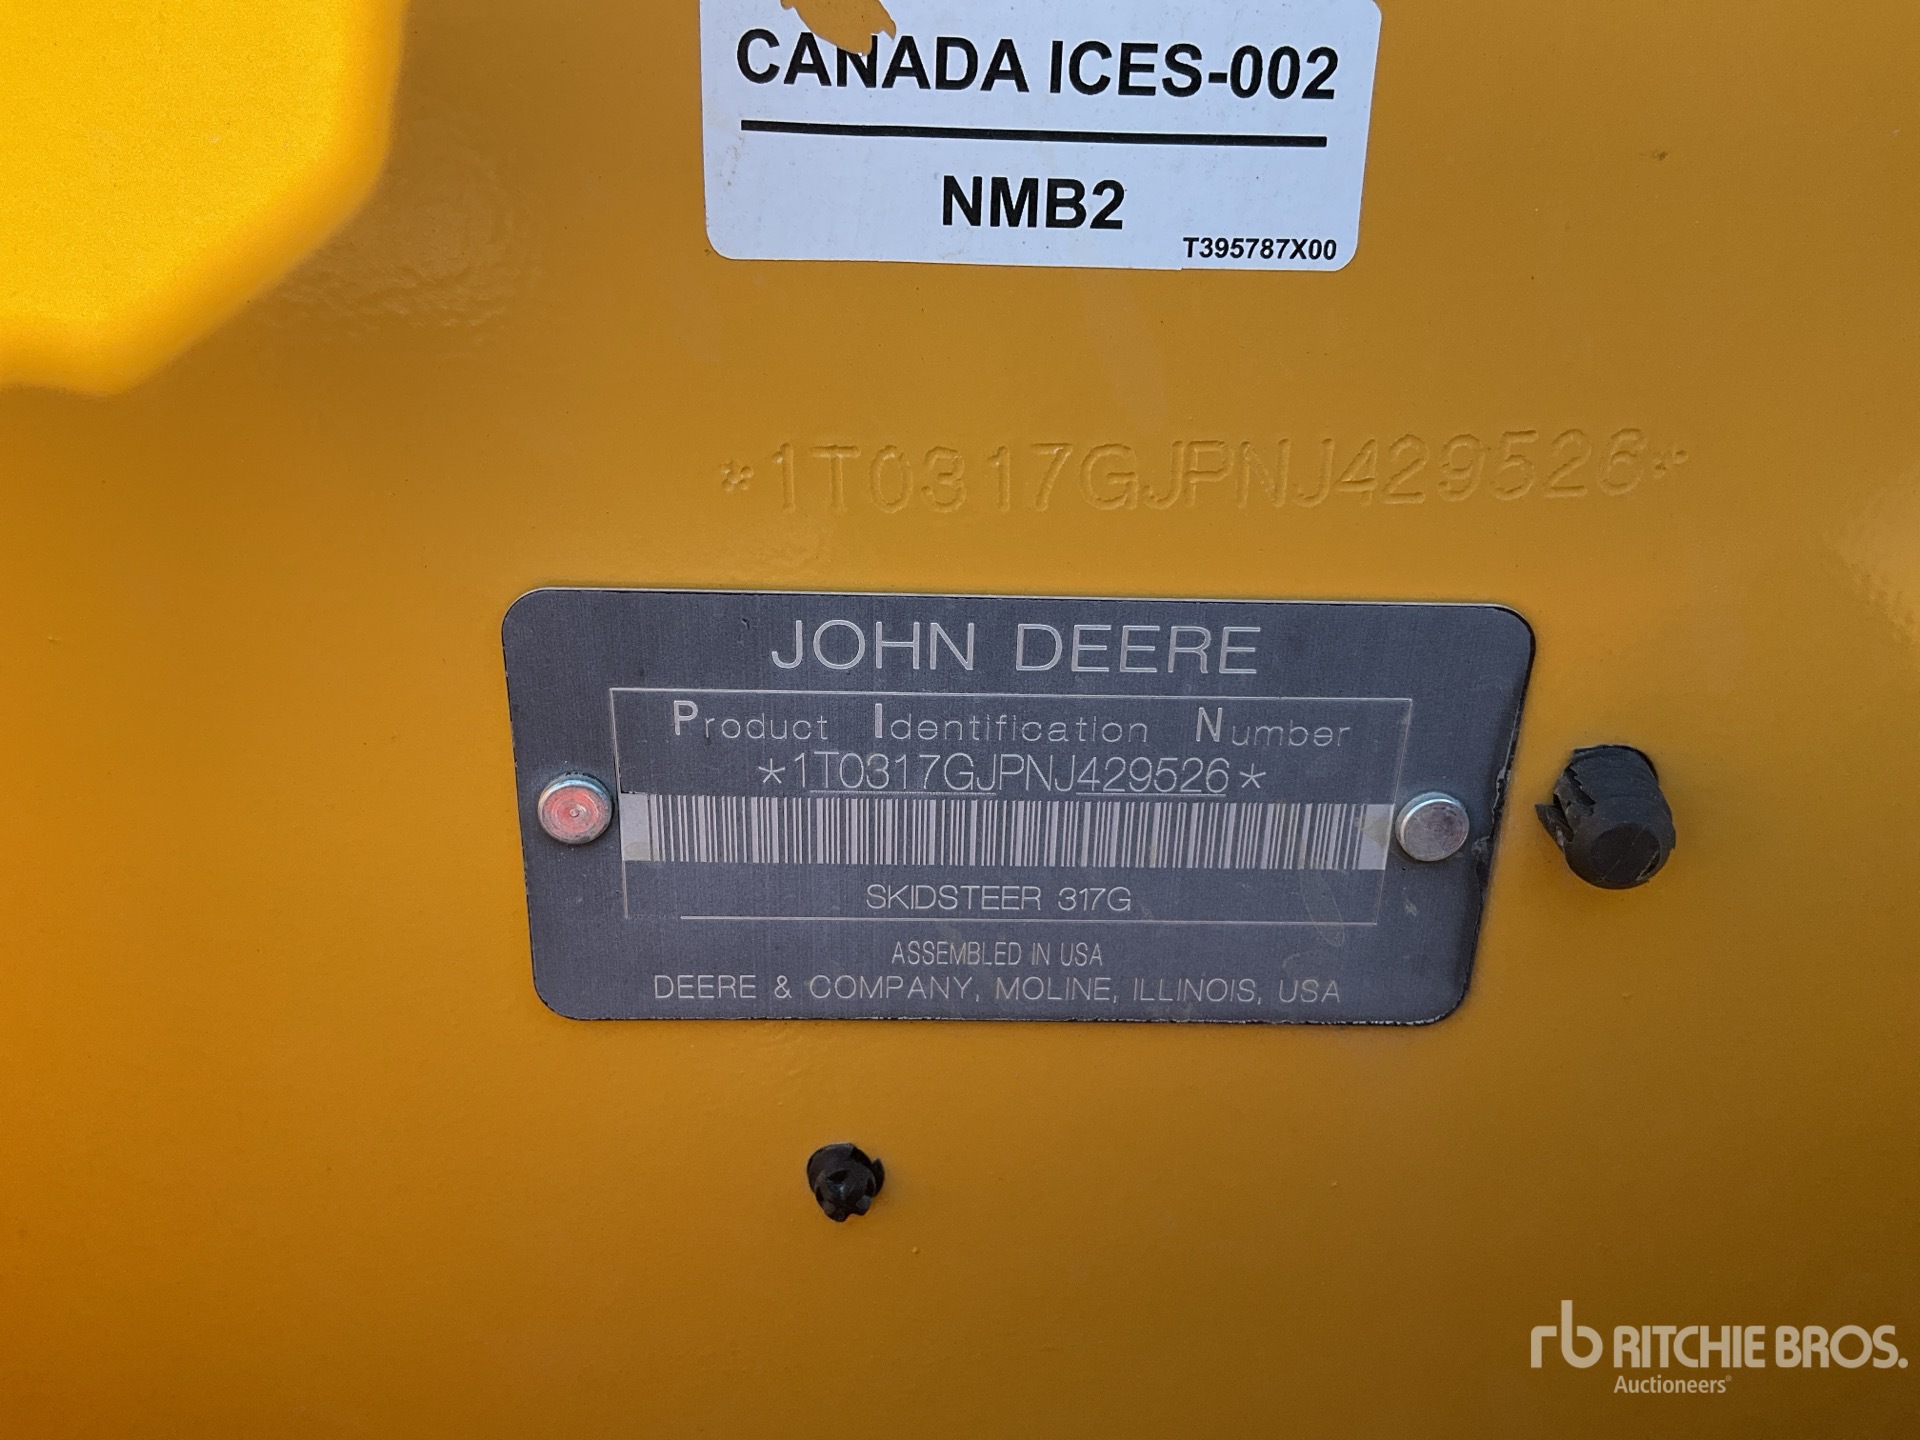 CANADA ICES-002
NMB2
T395787X00
*1T0317GJPNJ429526*
JOHN DEERE
Product Identification Number
*1T0317GJPNJ429526*
SKIDSTEER 317G
ASSEMBLED IN USA
DEERE & COMPANY, MOLINE, ILLINOIS, USA
rb RITCHIE BROS.
Auctioneers®